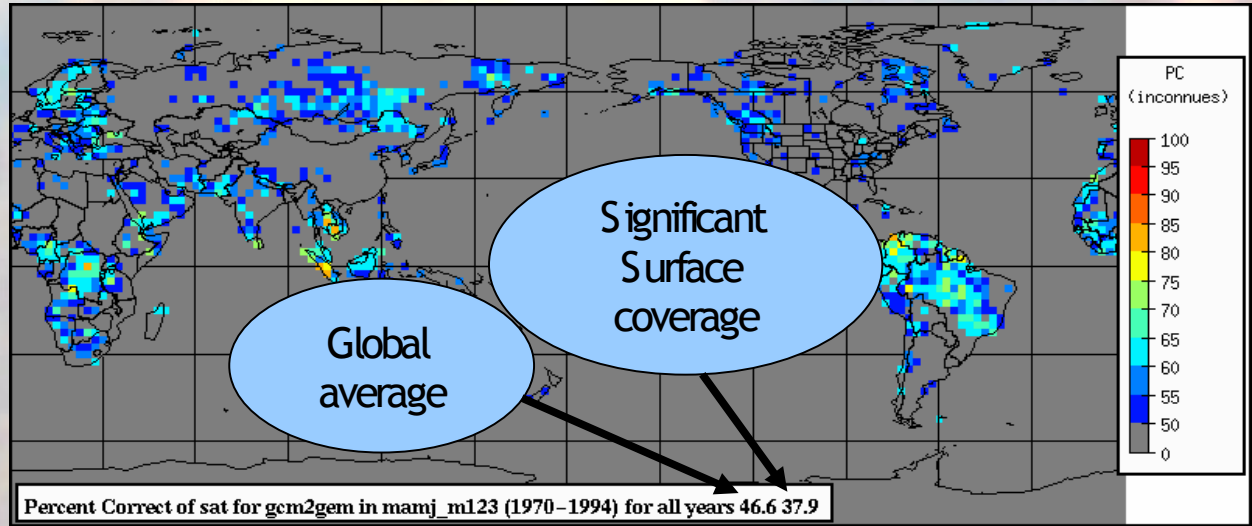 PC
(inconnues)
100
95
90
85
80
75
70
65
60
55
50
0
Significant
Surface
coverage
Global
average
Percent Correct of sat for gcm2gem in mamj_m123 (1970-1994) for all years 46.6 37.9